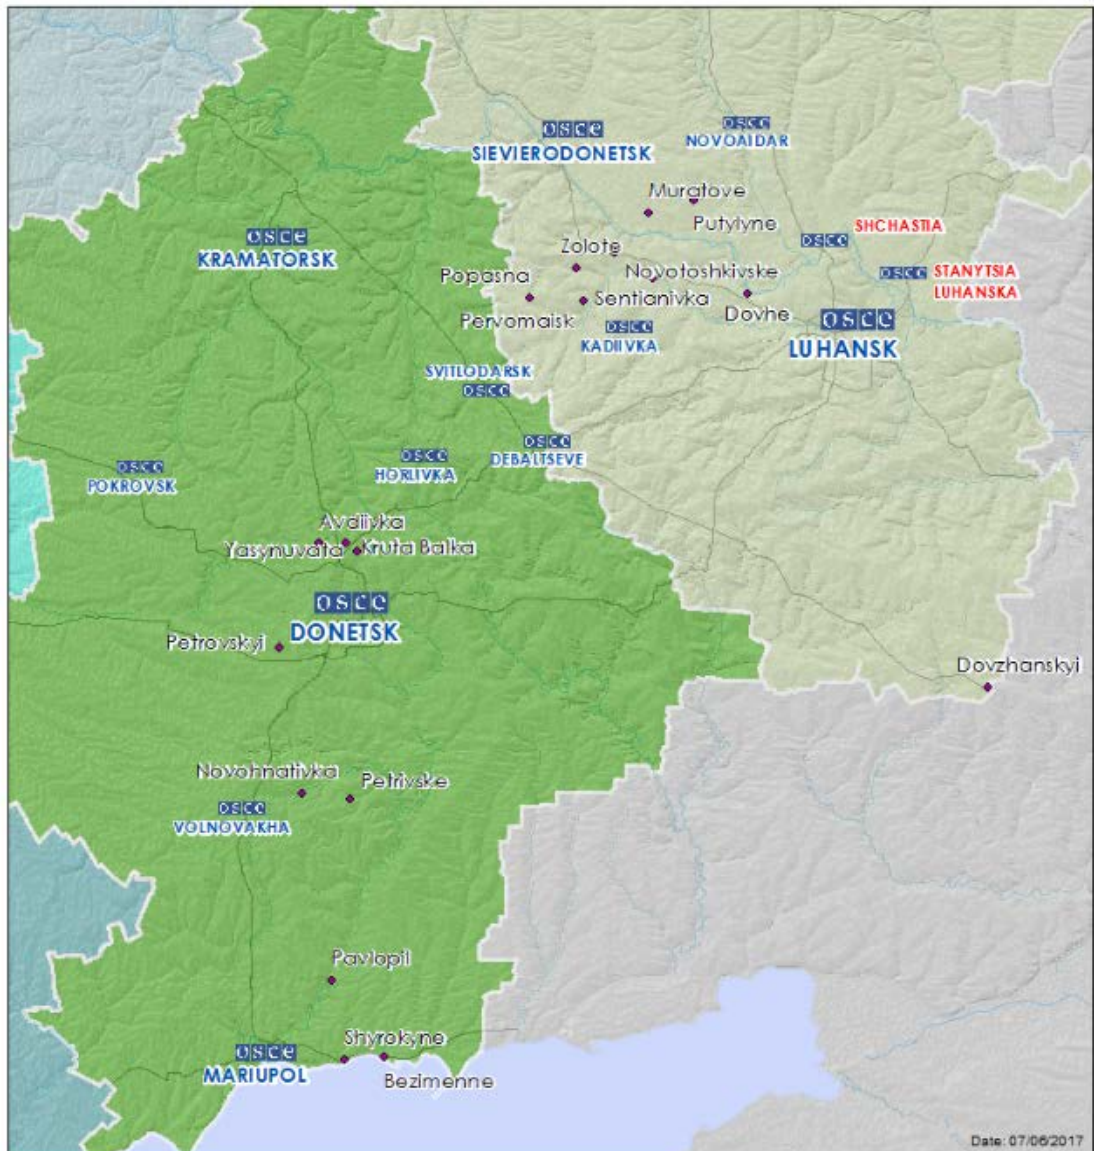 osce
SIEVIERODONETSK
osce
NOVOAIDAR
Muratove
Putylyne
SHCHASTIA
osce
osce
KRAMATORSK
Zolote
Novotoshkivske
osce
STANYTSIA
LUHANSKA
Popasna
Sentianivka
Dovhe
Pervomaisk
osce
KADIIVKA
osce
LUHANSK
SVITLODARSK
osce
osce
DEBALTSEVE
osce
HORLIVKA
osce
POKROVSK
Avdiivka
Yasynuvata
Kruta Balka
osce
DONETSK
Petrovskyi
Dovzhanskyi
Novohnativka
Petrivske
osce
VOLNOVAKHA
Pavlopil
Shyrokyne
osce
MARIUPOL
Bezimenne
Date: 07/06/2017